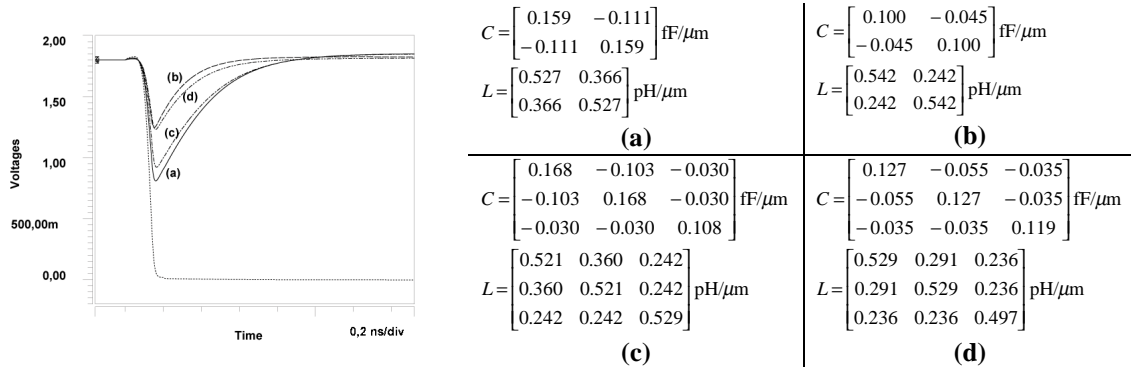 2,00
1,50
1,00
500,00m
0,00
Voltages
(b)
(d)
(c)
(a)
Time
0,2 ns/div
C = [ 0.159 −0.111
−0.111 0.159 ] fF/μm
L = [ 0.527 0.366
0.366 0.527 ] pH/μm
(a)
C = [ 0.100 −0.045
−0.045 0.100 ] fF/μm
L = [ 0.542 0.242
0.242 0.542 ] pH/μm
(b)
C = [ 0.168 −0.103 −0.030
−0.103 0.168 −0.030
−0.030 −0.030 0.108 ] fF/μm
L = [ 0.521 0.360 0.242
0.360 0.521 0.242
0.242 0.242 0.529 ] pH/μm
(c)
C = [ 0.127 −0.055 −0.035
−0.055 0.127 −0.035
−0.035 −0.035 0.119 ] fF/μm
L = [ 0.529 0.291 0.236
0.291 0.529 0.236
0.236 0.236 0.497 ] pH/μm
(d)